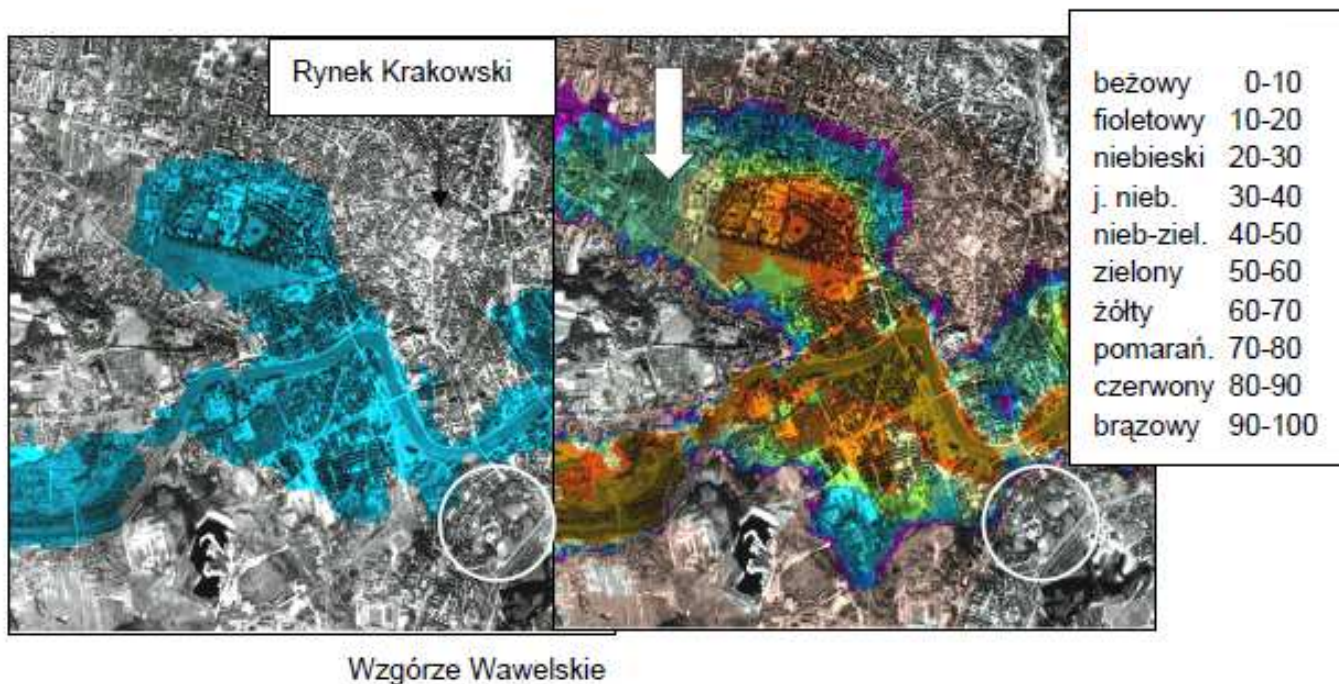 Rynek Krakowski
beżowy 0-10
fioletowy 10-20
niebieski 20-30
j. nieb. 30-40
nieb-ziel. 40-50
zielony 50-60
żółty 60-70
pomarań. 70-80
czerwony 80-90
brązowy 90-100
Wzgórze Wawelskie